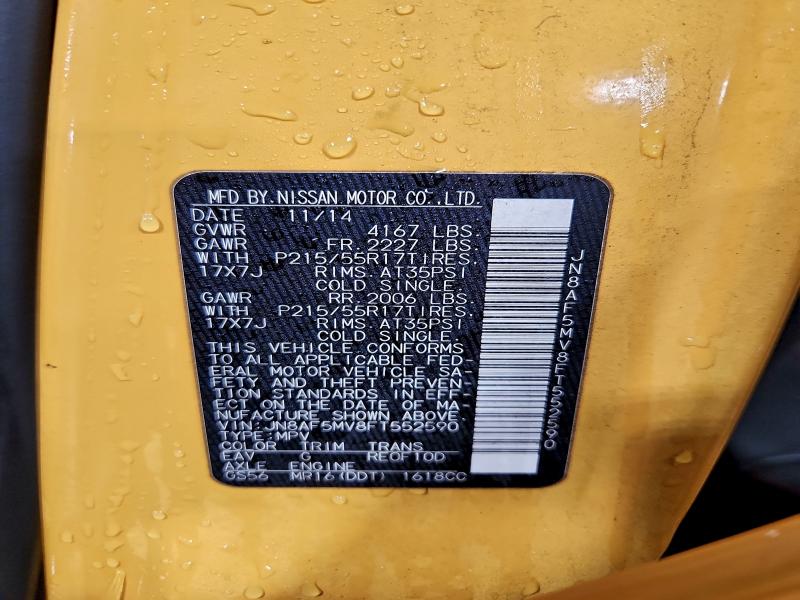 MFD BY NISSAN MOTOR CO.,LTD.
DATE 11/14
GVWR 4167 LBS.
GAWR FR. 2227 LBS.
WITH P215/55R17TIRES.
17X7J RIMS.AT35PSI
COLD SINGLE.
GAWR RR. 2006 LBS.
WITH P215/55R17TIRES.
17X7J RIMS.AT35PSI
COLD SINGLE.
THIS VEHICLE CONFORMS
TO ALL APPLICABLE FED-
ERAL MOTOR VEHICLE SA-
FETY AND THEFT PREVEN-
TION STANDARDS IN EFF-
ECT ON THE DATE OF MA-
NUFACTURE SHOWN ABOVE.
VIN:JN8AF5MV8FT552590
TYPE:MPV
COLOR TRIM TRANS
EAV G RE0F10D
AXLE ENGINE
GS56 MR16(DDT) 1618CC
JN8AF5MV8FT552590